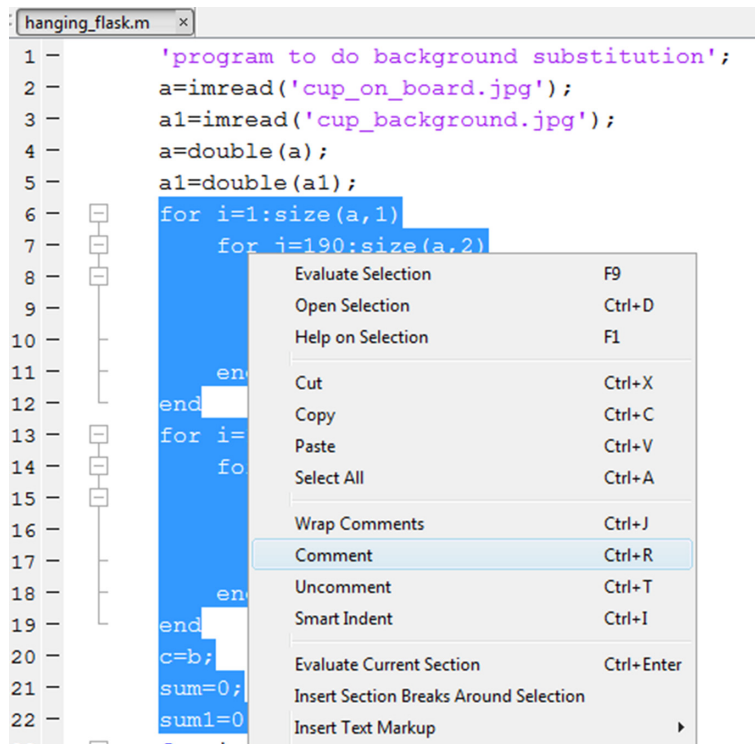 hanging_flask.m ×
1 – 'program to do background substitution';
2 – a=imread('cup_on_board.jpg');
3 – a1=imread('cup_background.jpg');
4 – a=double(a);
5 – a1=double(a1);
6 – for i=1:size(a,1)
7 – for j=190:size(a,2)
8 –
9 –
10 –
11 – en
12 – end
13 – for i=
14 – fo
15 –
16 –
17 –
18 – en
19 – end
20 – c=b;
21 – sum=0;
22 – sum1=0
Evaluate Selection F9
Open Selection Ctrl+D
Help on Selection F1
Cut Ctrl+X
Copy Ctrl+C
Paste Ctrl+V
Select All Ctrl+A
Wrap Comments Ctrl+J
Comment Ctrl+R
Uncomment Ctrl+T
Smart Indent Ctrl+I
Evaluate Current Section Ctrl+Enter
Insert Section Breaks Around Selection
Insert Text Markup